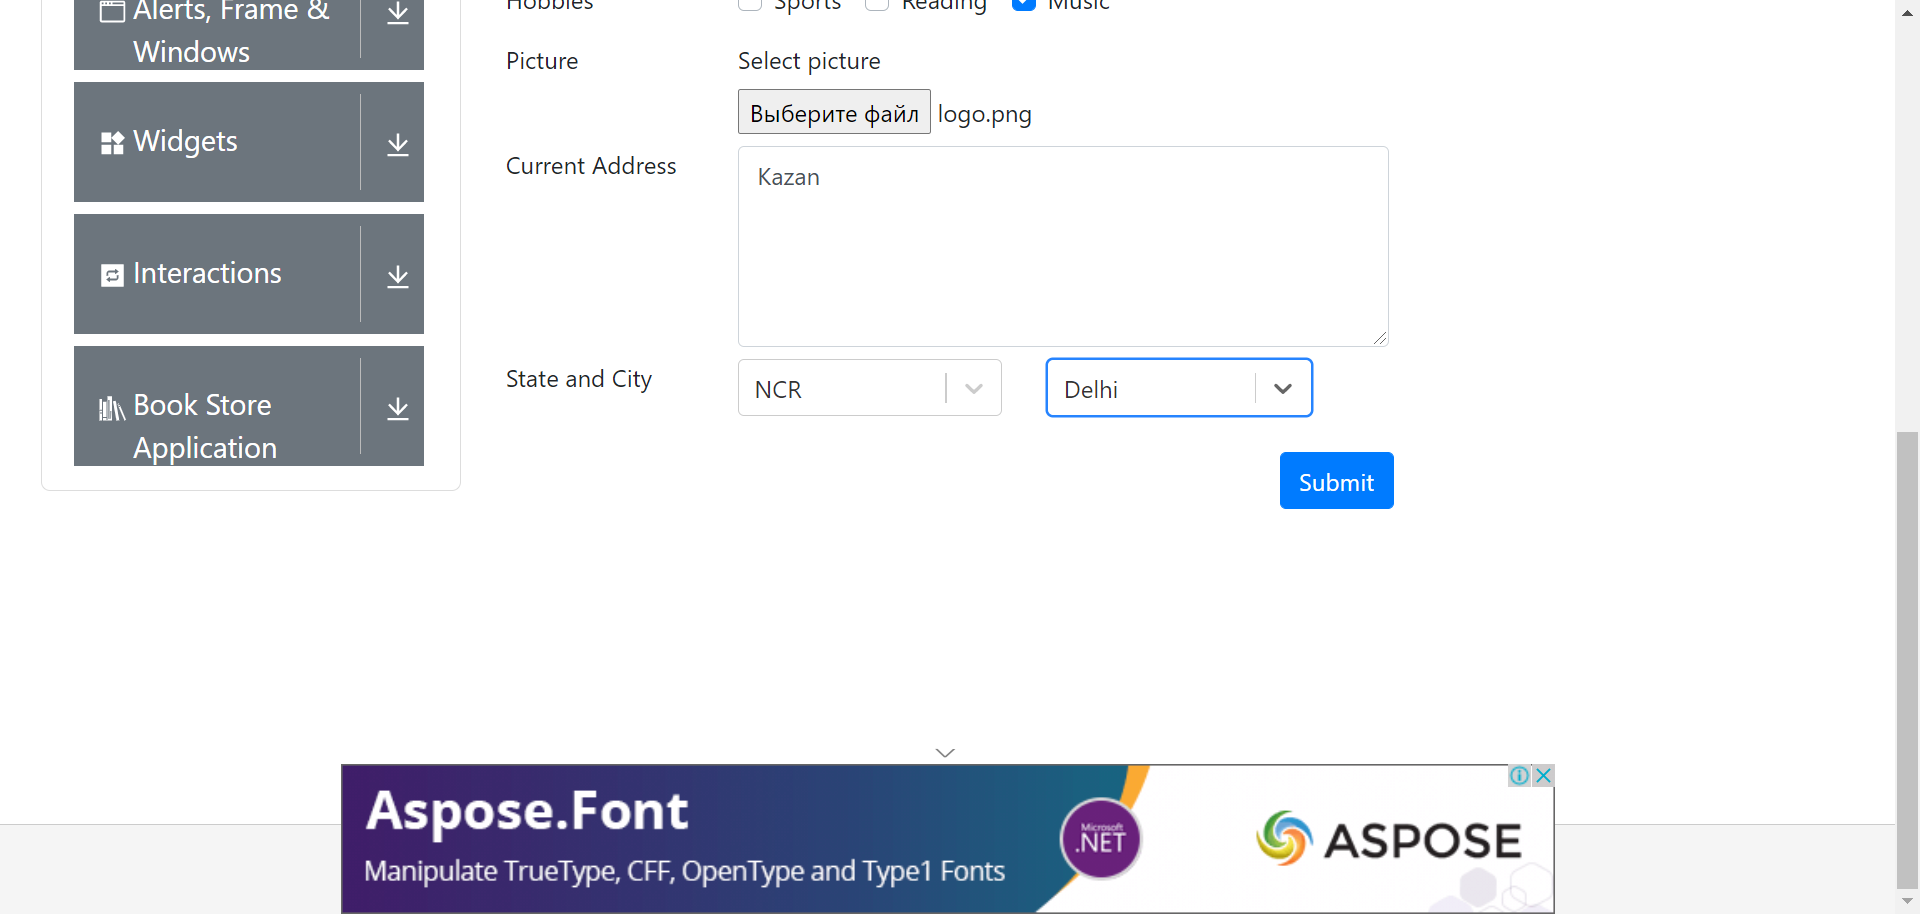 Alerts, Frame &
Windows
Widgets
Interactions
Book Store
Application
Hobbies
Sports
Reading
Music
Picture
Select picture
Выберите файл logo.png
Current Address
Kazan
State and City
NCR
Delhi
Submit
Aspose.Font
Manipulate TrueType, CFF, OpenType and Type1 Fonts
Microsoft
.NET
ASPOSE